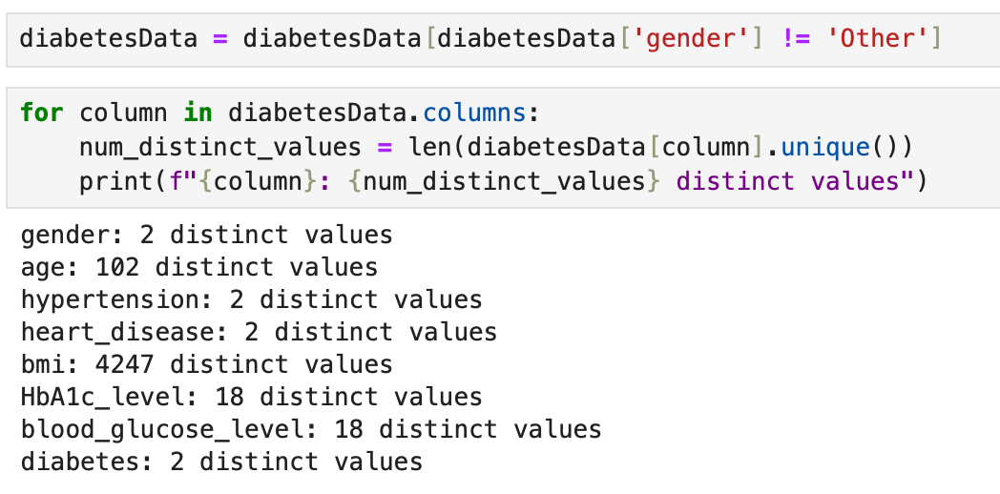 diabetesData = diabetesData[diabetesData['gender'] != 'Other']
for column in diabetesData.columns:
    num_distinct_values = len(diabetesData[column].unique())
    print(f"{column}: {num_distinct_values} distinct values")
gender: 2 distinct values
age: 102 distinct values
hypertension: 2 distinct values
heart_disease: 2 distinct values
bmi: 4247 distinct values
HbA1c_level: 18 distinct values
blood_glucose_level: 18 distinct values
diabetes: 2 distinct values